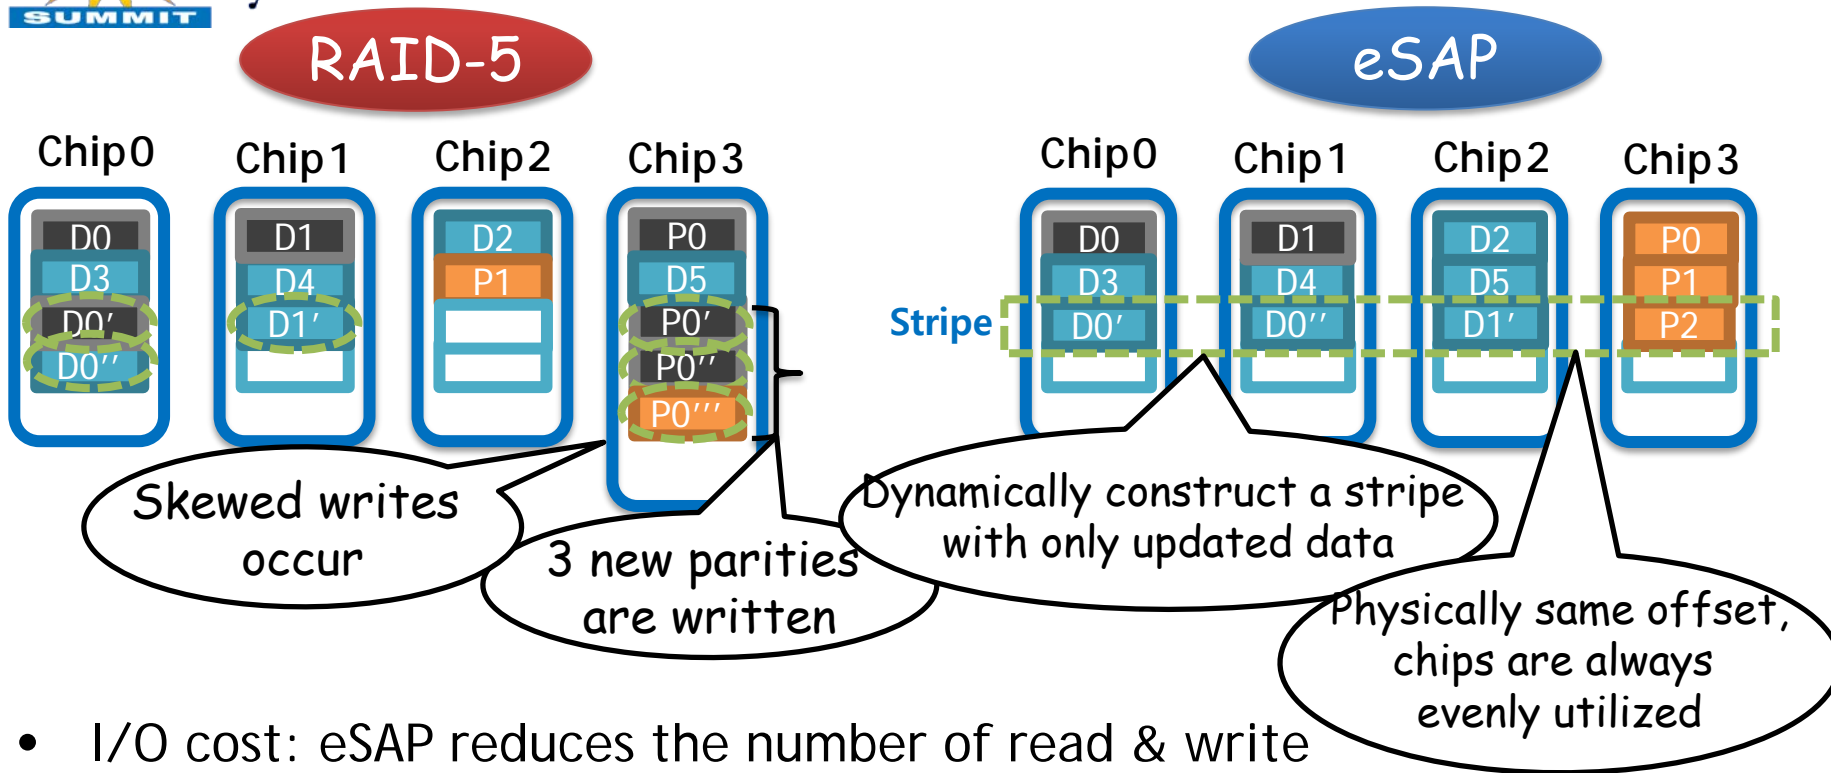 SUMMIT
RAID-5
eSAP
Chip0 Chip1 Chip2 Chip3
D0 D1 D2 P0
D3 D4 P1 D5
D0' D1' P0'
D0'' P0''
P0'''
Chip0 Chip1 Chip2 Chip3
D0 D1 D2 P0
D3 D4 D5 P1
Stripe D0' D0'' D1' P2
Skewed writes
occur
3 new parities
are written
Dynamically construct a stripe
with only updated data
Physically same offset,
chips are always
evenly utilized
• I/O cost: eSAP reduces the number of read & write